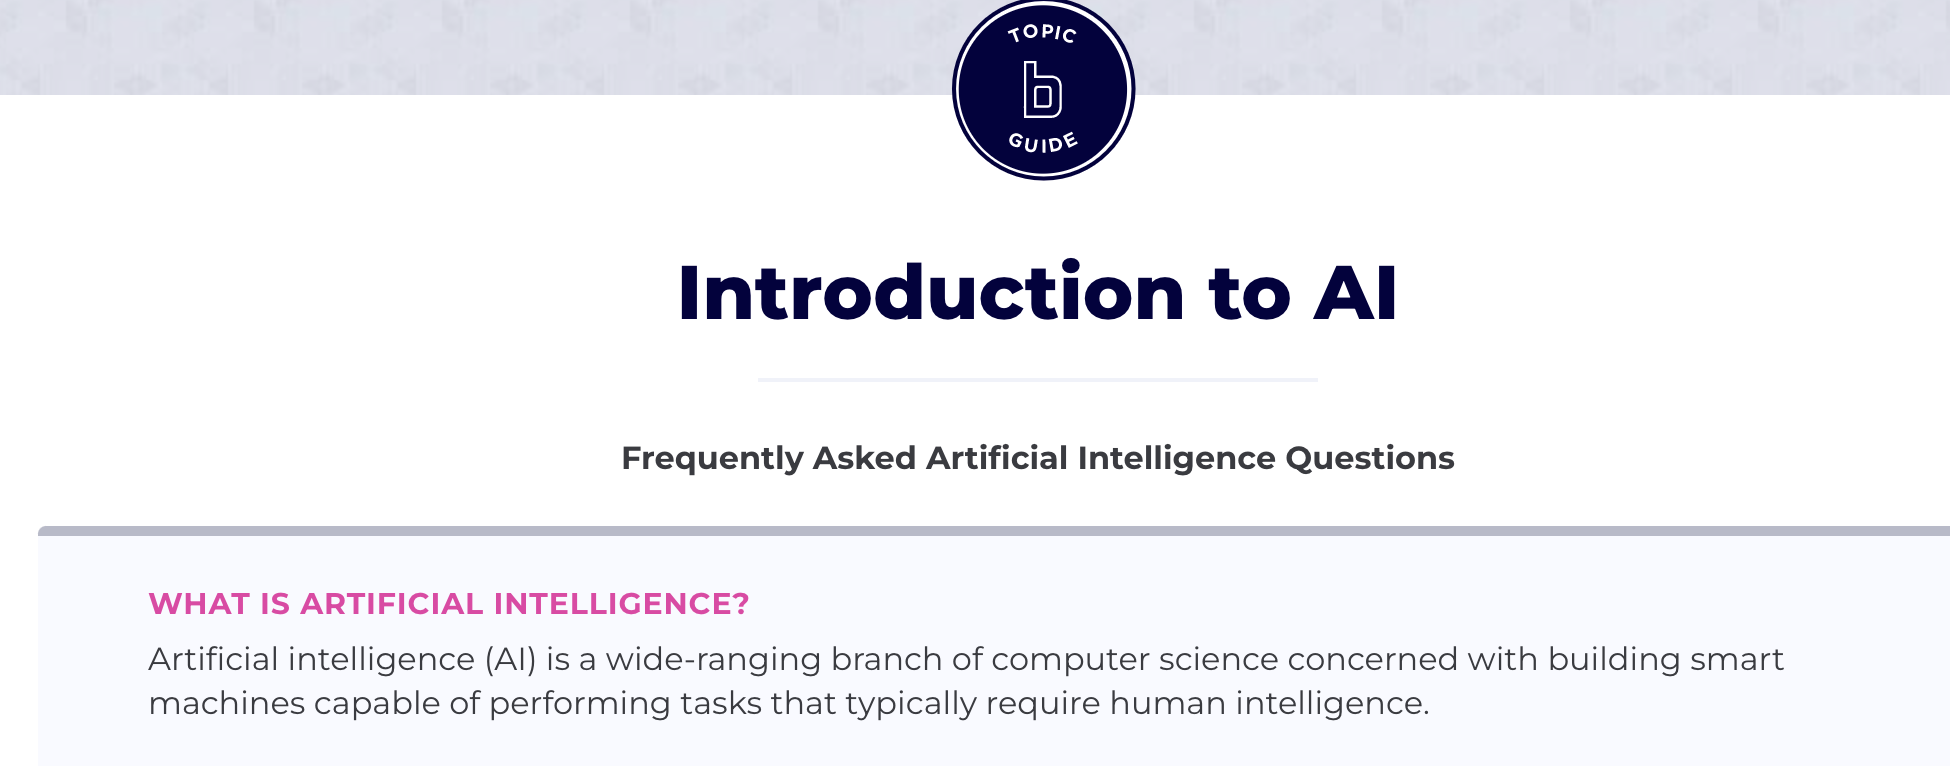 TOPIC
b
GUIDE
Introduction to AI
Frequently Asked Artificial Intelligence Questions
WHAT IS ARTIFICIAL INTELLIGENCE?
Artificial intelligence (AI) is a wide-ranging branch of computer science concerned with building smart
machines capable of performing tasks that typically require human intelligence.